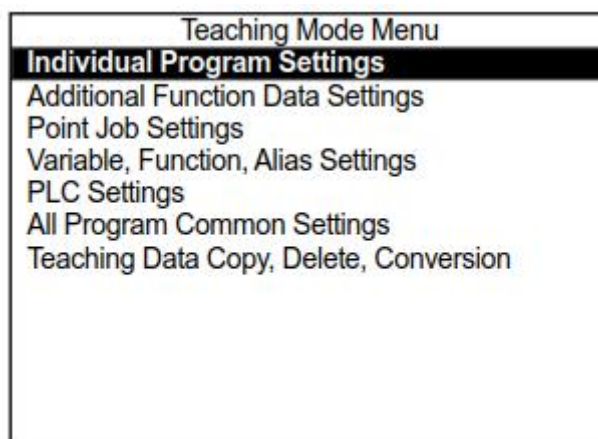 Teaching Mode Menu
Individual Program Settings
Additional Function Data Settings
Point Job Settings
Variable, Function, Alias Settings
PLC Settings
All Program Common Settings
Teaching Data Copy, Delete, Conversion